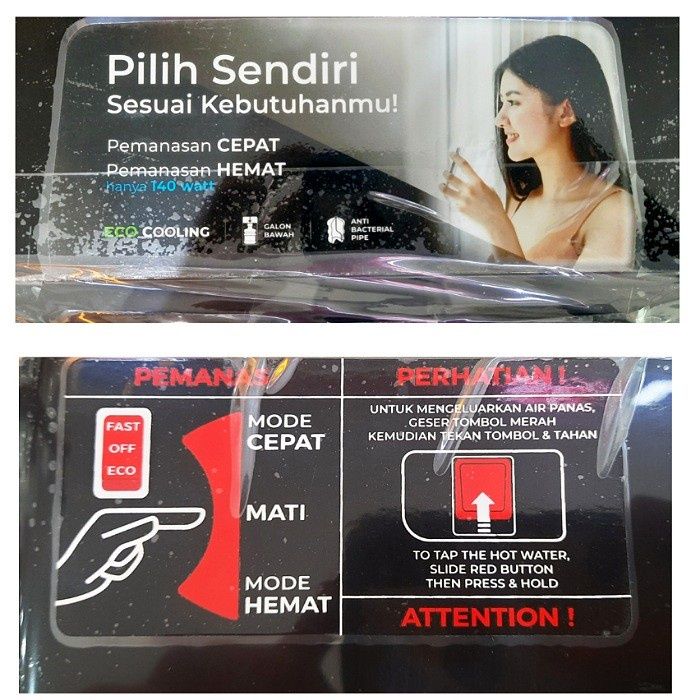 Pilih Sendiri
Sesuai Kebutuhanmu!
Pemanasan CEPAT
Pemanasan HEMAT
hanya 140 watt
ECO COOLING
GALON
BAWAH
ANTI
BACTERIAL
PIPE
PEMANAS
FAST
OFF
ECO
MODE
CEPAT
MATI
MODE
HEMAT
PERHATIAN !
UNTUK MENGELUARKAN AIR PANAS,
GESER TOMBOL MERAH
KEMUDIAN TEKAN TOMBOL & TAHAN
TO TAP THE HOT WATER,
SLIDE RED BUTTON
THEN PRESS & HOLD
ATTENTION !